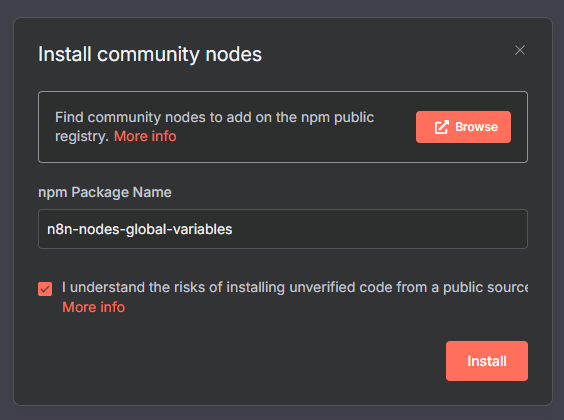 Install community nodes
Find community nodes to add on the npm public
registry. More info
Browse
npm Package Name
n8n-nodes-global-variables
I understand the risks of installing unverified code from a public source
More info
Install